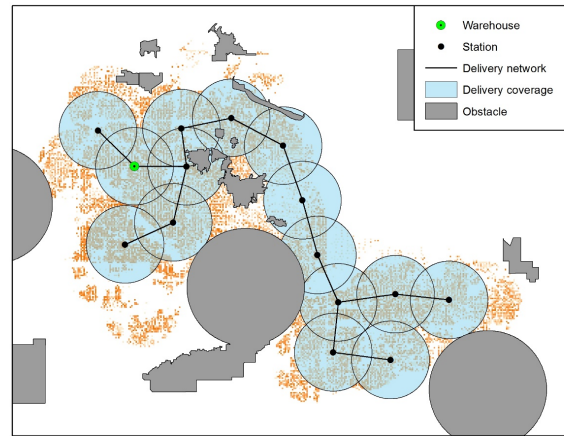 Warehouse
Station
Delivery network
Delivery coverage
Obstacle